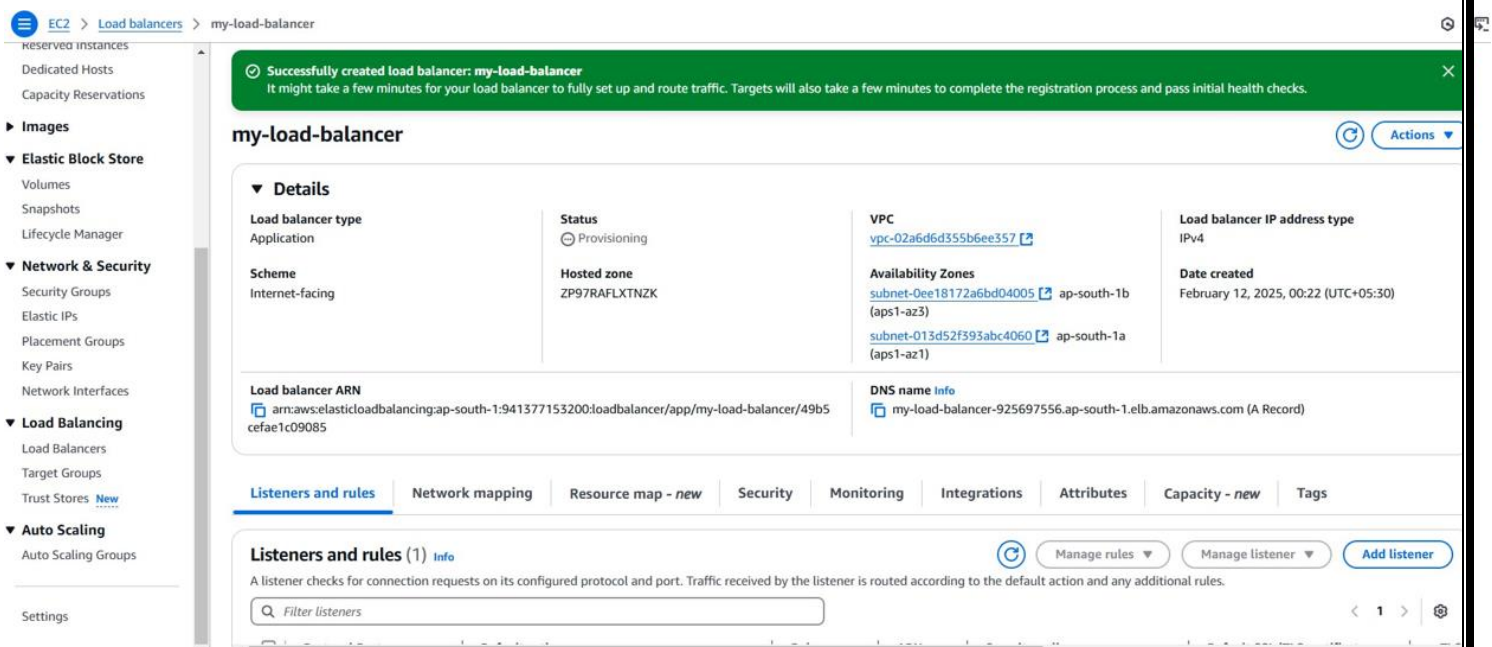 EC2 > Load balancers > my-load-balancer
Reserved Instances
Dedicated Hosts
Capacity Reservations
Images
Elastic Block Store
Volumes
Snapshots
Lifecycle Manager
Network & Security
Security Groups
Elastic IPs
Placement Groups
Key Pairs
Network Interfaces
Load Balancing
Load Balancers
Target Groups
Trust Stores New
Auto Scaling
Auto Scaling Groups
Settings
Successfully created load balancer: my-load-balancer
It might take a few minutes for your load balancer to fully set up and route traffic. Targets will also take a few minutes to complete the registration process and pass initial health checks.
my-load-balancer
Actions
Details
Load balancer type
Application
Status
Provisioning
VPC
vpc-02a6d6d355b6ee357
Load balancer IP address type
IPv4
Scheme
Internet-facing
Hosted zone
ZP97RAFLXTNZK
Availability Zones
subnet-0ee18172a6bd04005 ap-south-1b
(aps1-az3)
subnet-013d52f393abc4060 ap-south-1a
(aps1-az1)
Date created
February 12, 2025, 00:22 (UTC+05:30)
Load balancer ARN
arn:aws:elasticloadbalancing:ap-south-1:941377153200:loadbalancer/app/my-load-balancer/49b5
cefae1c09085
DNS name Info
my-load-balancer-925697556.ap-south-1.elb.amazonaws.com (A Record)
Listeners and rules Network mapping Resource map - new Security Monitoring Integrations Attributes Capacity - new Tags
Listeners and rules (1) Info
Manage rules Manage listener Add listener
A listener checks for connection requests on its configured protocol and port. Traffic received by the listener is routed according to the default action and any additional rules.
Filter listeners
< 1 >